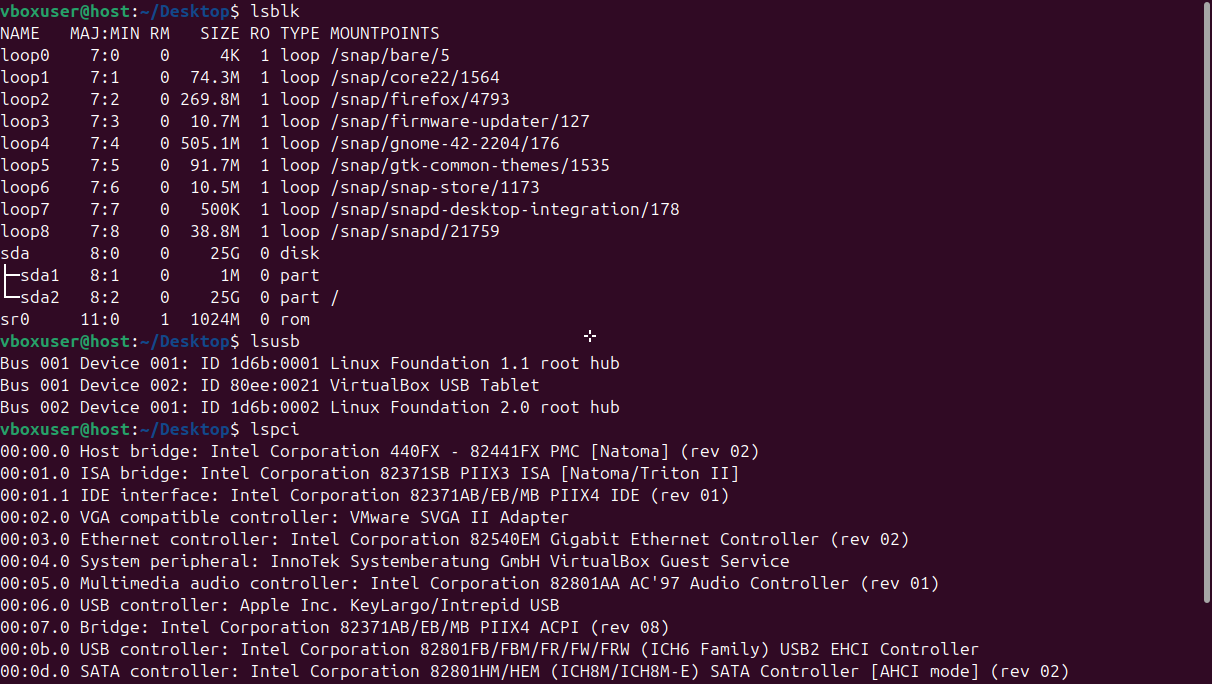 vboxuser@host:~/Desktop$ lsblk
NAME   MAJ:MIN RM   SIZE RO TYPE MOUNTPOINTS
loop0    7:0    0     4K  1 loop /snap/bare/5
loop1    7:1    0  74.3M  1 loop /snap/core22/1564
loop2    7:2    0 269.8M  1 loop /snap/firefox/4793
loop3    7:3    0  10.7M  1 loop /snap/firmware-updater/127
loop4    7:4    0 505.1M  1 loop /snap/gnome-42-2204/176
loop5    7:5    0  91.7M  1 loop /snap/gtk-common-themes/1535
loop6    7:6    0  10.5M  1 loop /snap/snap-store/1173
loop7    7:7    0   500K  1 loop /snap/snapd-desktop-integration/178
loop8    7:8    0  38.8M  1 loop /snap/snapd/21759
sda      8:0    0    25G  0 disk
├─sda1   8:1    0     1M  0 part
└─sda2   8:2    0    25G  0 part /
sr0     11:0    1  1024M  0 rom
vboxuser@host:~/Desktop$ lsusb
Bus 001 Device 001: ID 1d6b:0001 Linux Foundation 1.1 root hub
Bus 001 Device 002: ID 80ee:0021 VirtualBox USB Tablet
Bus 002 Device 001: ID 1d6b:0002 Linux Foundation 2.0 root hub
vboxuser@host:~/Desktop$ lspci
00:00.0 Host bridge: Intel Corporation 440FX - 82441FX PMC [Natoma] (rev 02)
00:01.0 ISA bridge: Intel Corporation 82371SB PIIX3 ISA [Natoma/Triton II]
00:01.1 IDE interface: Intel Corporation 82371AB/EB/MB PIIX4 IDE (rev 01)
00:02.0 VGA compatible controller: VMware SVGA II Adapter
00:03.0 Ethernet controller: Intel Corporation 82540EM Gigabit Ethernet Controller (rev 02)
00:04.0 System peripheral: InnoTek Systemberatung GmbH VirtualBox Guest Service
00:05.0 Multimedia audio controller: Intel Corporation 82801AA AC'97 Audio Controller (rev 01)
00:06.0 USB controller: Apple Inc. KeyLargo/Intrepid USB
00:07.0 Bridge: Intel Corporation 82371AB/EB/MB PIIX4 ACPI (rev 08)
00:0b.0 USB controller: Intel Corporation 82801FB/FBM/FR/FW/FRW (ICH6 Family) USB2 EHCI Controller
00:0d.0 SATA controller: Intel Corporation 82801HM/HEM (ICH8M/ICH8M-E) SATA Controller [AHCI mode] (rev 02)